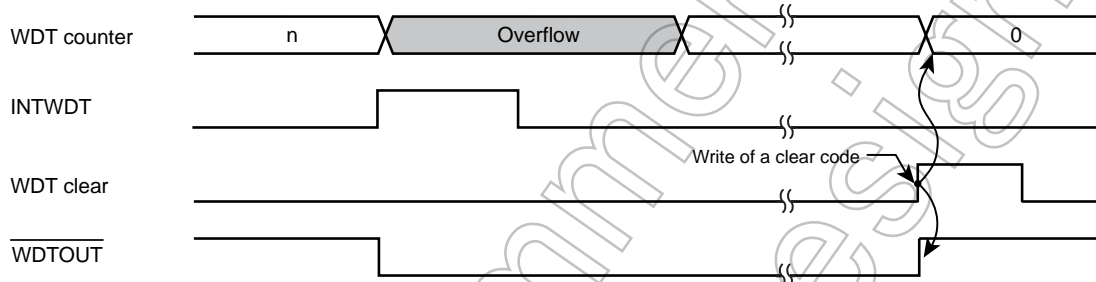 WDT counter n Overflow 0
INTWDT
Write of a clear code
WDT clear
WDTOUT